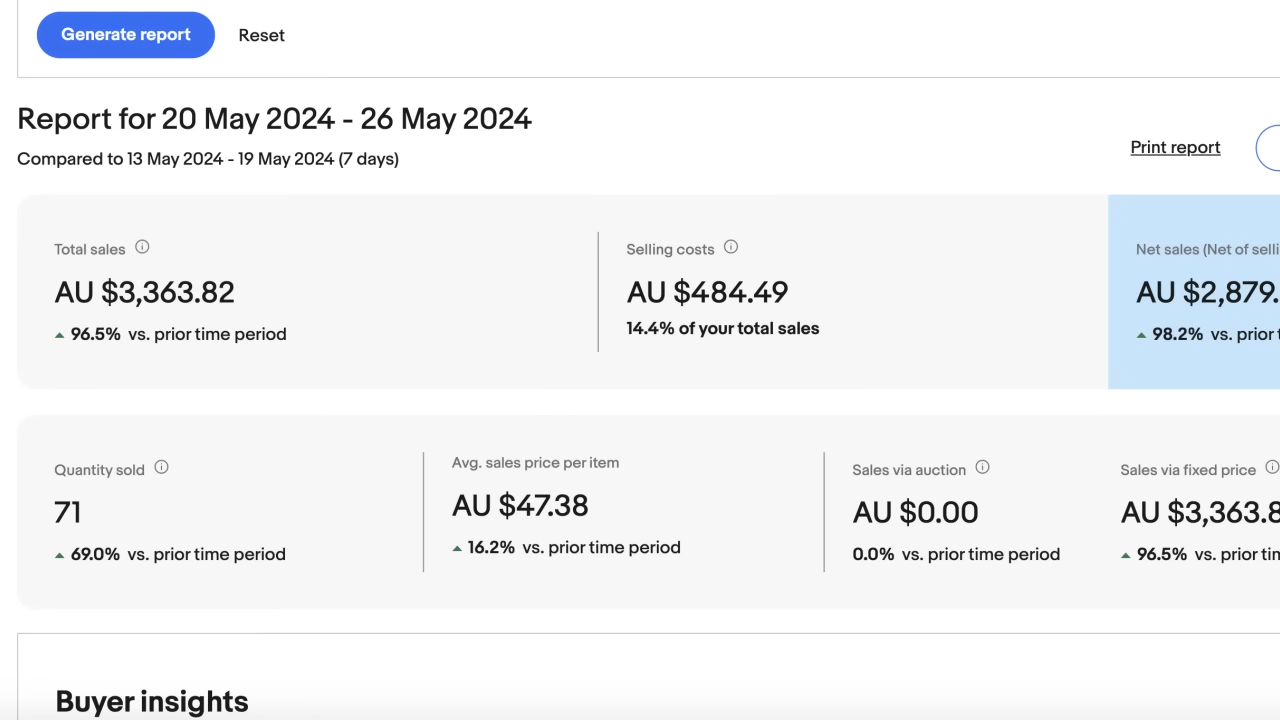 Generate report Reset
Report for 20 May 2024 - 26 May 2024
Compared to 13 May 2024 - 19 May 2024 (7 days)
Print report
Total sales
AU $3,363.82
96.5% vs. prior time period
Selling costs
AU $484.49
14.4% of your total sales
Net sales (Net of selli
AU $2,879.
98.2% vs. prior
Quantity sold
71
69.0% vs. prior time period
Avg. sales price per item
AU $47.38
16.2% vs. prior time period
Sales via auction
AU $0.00
0.0% vs. prior time period
Sales via fixed price
AU $3,363.8
96.5% vs. prior tim
Buyer insights